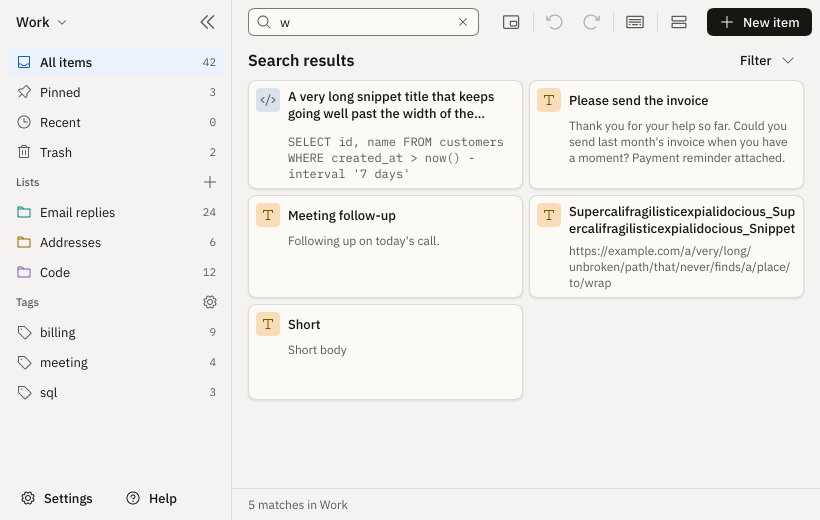 Work
All items 42
Pinned 3
Recent 0
Trash 2
Lists
Email replies 24
Addresses 6
Code 12
Tags
billing 9
meeting 4
sql 3
Settings
Help
w
New item
Search results
Filter
</>
A very long snippet title that keeps
going well past the width of the...
SELECT id, name FROM customers
WHERE created_at > now() -
interval '7 days'
T
Please send the invoice
Thank you for your help so far. Could you
send last month's invoice when you have
a moment? Payment reminder attached.
T
Meeting follow-up
Following up on today's call.
T
Supercalifragilisticexpialidocious_Sup
ercalifragilisticexpialidocious_Snippet
https://example.com/a/very/long/
unbroken/path/that/never/finds/a/place/
to/wrap
T
Short
Short body
5 matches in Work